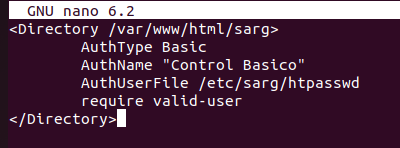 GNU nano 6.2
<Directory /var/www/html/sarg>
AuthType Basic
AuthName "Control Basico"
AuthUserFile /etc/sarg/htpasswd
require valid-user
</Directory>